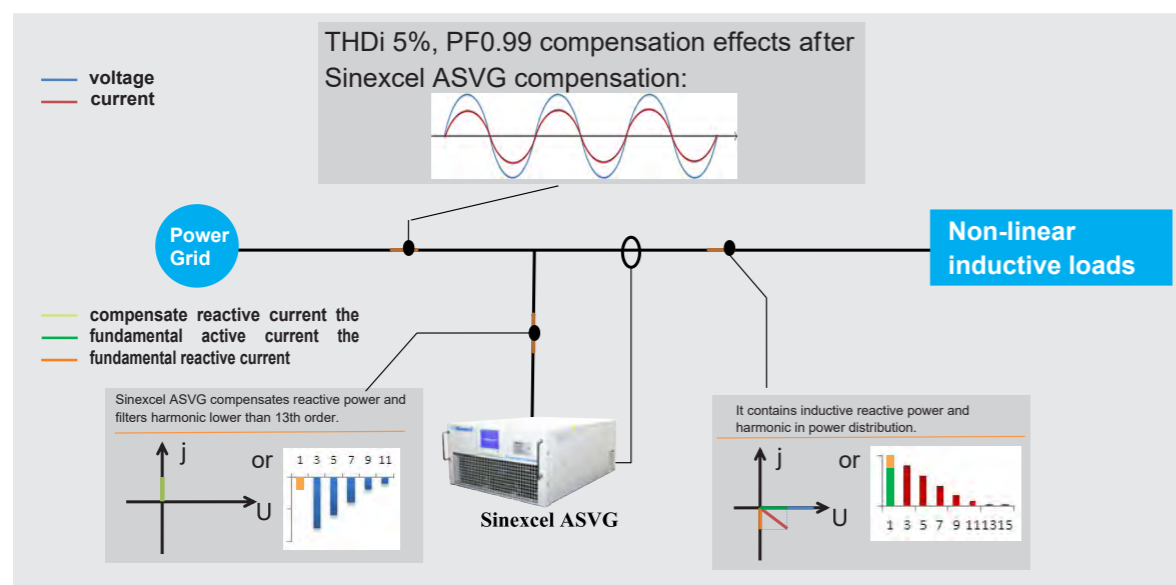 THDi 5%, PF0.99 compensation effects after
Sinexcel ASVG compensation:
voltage
current
Power
Grid
Non-linear
inductive loads
compensate reactive current the
fundamental active current the
fundamental reactive current
Sinexcel ASVG compensates reactive power and
filters harmonic lower than 13th order.
j
or
1 3 5 7 9 11
U
Sinexcel ASVG
It contains inductive reactive power and
harmonic in power distribution.
j
or
U
1 3 5 7 9 11 13 15